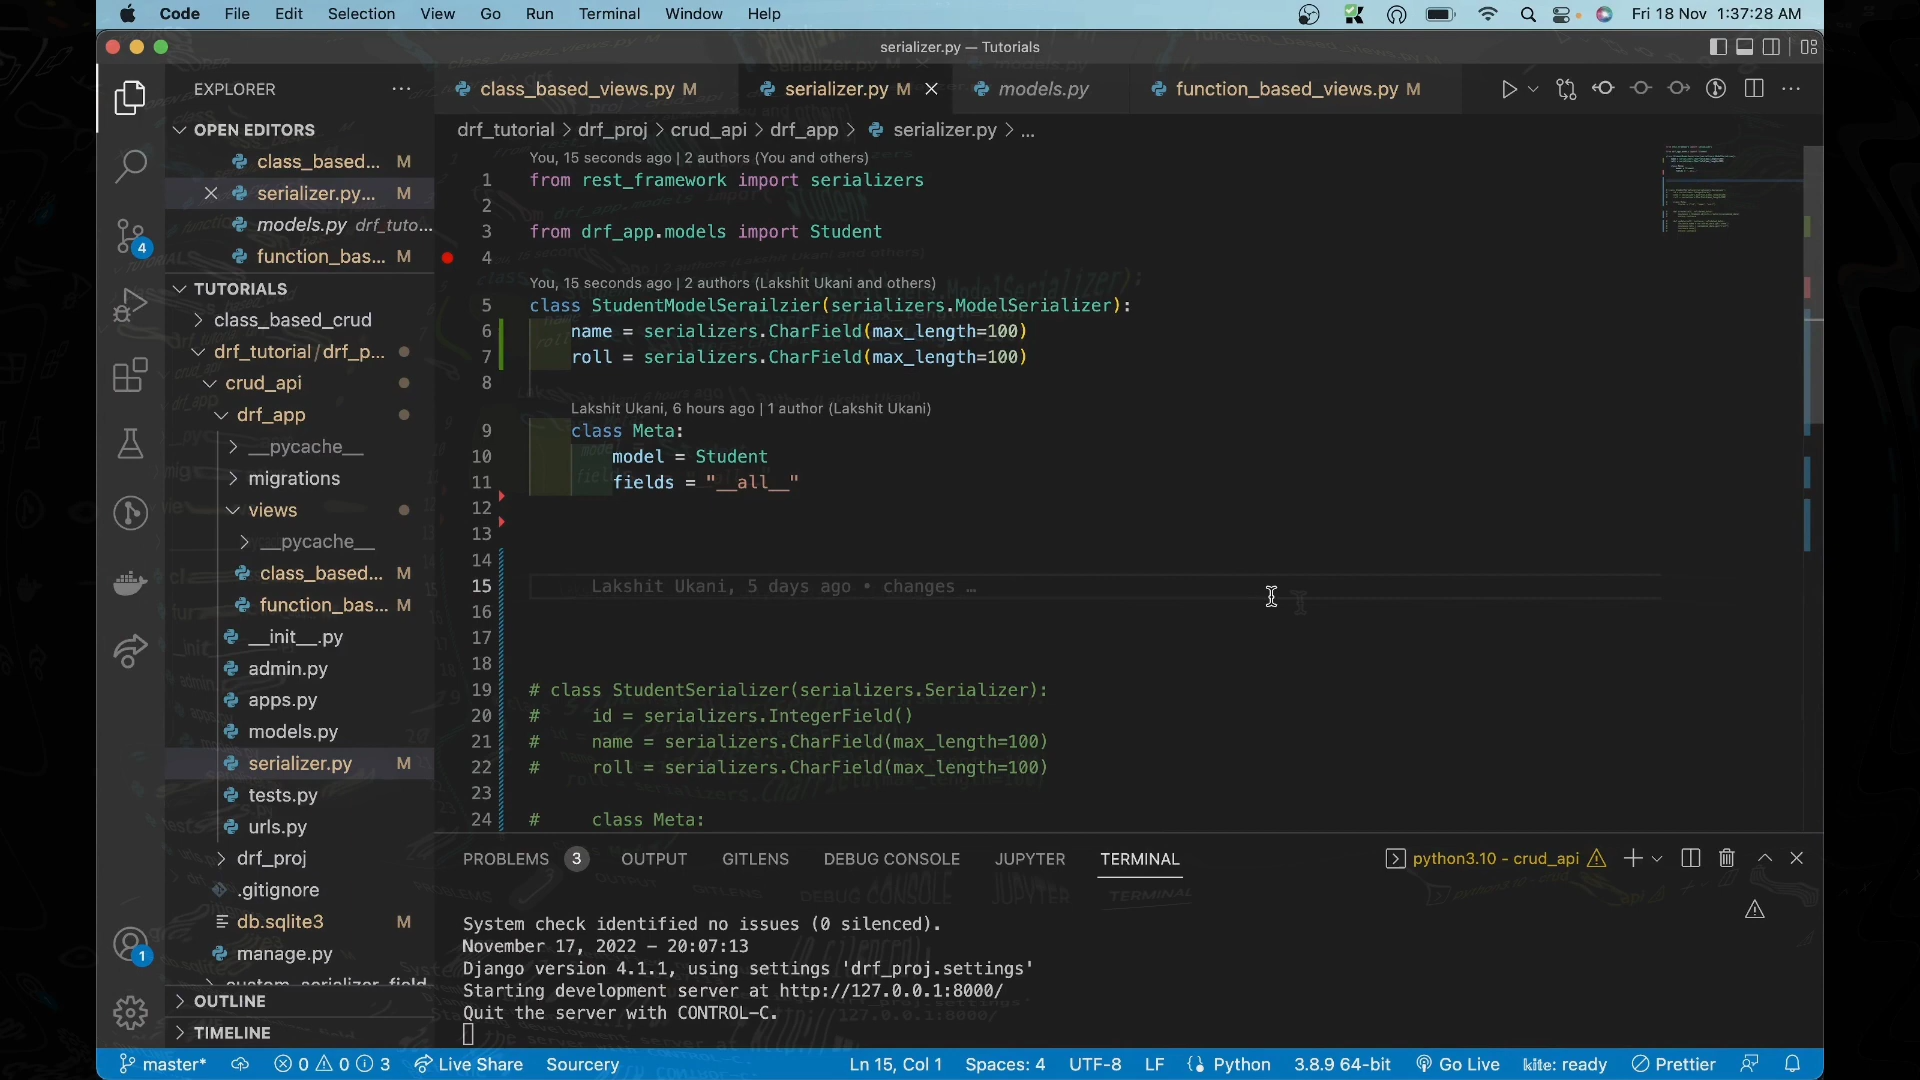 Code File Edit Selection View Go Run Terminal Window Help Fri 18 Nov 1:37:28 AM
serializer.py — Tutorials
EXPLORER
OPEN EDITORS
class_based... M
serializer.py... M
models.py drf_tuto...
function_bas... M
TUTORIALS
class_based_crud
drf_tutorial/drf_p...
crud_api
drf_app
__pycache__
migrations
views
__pycache__
class_based... M
function_bas... M
__init__.py
admin.py
apps.py
models.py
serializer.py M
tests.py
urls.py
drf_proj
.gitignore
db.sqlite3 M
manage.py
custom_serializer_field
OUTLINE
TIMELINE
4
1
class_based_views.py M serializer.py M models.py function_based_views.py M
drf_tutorial > drf_proj > crud_api > drf_app > serializer.py > ...
You, 15 seconds ago | 2 authors (You and others)
1 from rest_framework import serializers
2
3 from drf_app.models import Student
4
You, 15 seconds ago | 2 authors (Lakshit Ukani and others)
5 class StudentModelSerailzier(serializers.ModelSerializer):
6 name = serializers.CharField(max_length=100)
7 roll = serializers.CharField(max_length=100)
8
Lakshit Ukani, 6 hours ago | 1 author (Lakshit Ukani)
9 class Meta:
10 model = Student
11 fields = "__all__"
12
13
14
15 Lakshit Ukani, 5 days ago • changes …
16
17
18
19 # class StudentSerializer(serializers.Serializer):
20 # id = serializers.IntegerField()
21 # name = serializers.CharField(max_length=100)
22 # roll = serializers.CharField(max_length=100)
23
24 # class Meta:
PROBLEMS 3 OUTPUT GITLENS DEBUG CONSOLE JUPYTER TERMINAL python3.10 - crud_api
System check identified no issues (0 silenced).
November 17, 2022 - 20:07:13
Django version 4.1.1, using settings 'drf_proj.settings'
Starting development server at http://127.0.0.1:8000/
Quit the server with CONTROL-C.
master* 0 0 3 Live Share Sourcery Ln 15, Col 1 Spaces: 4 UTF-8 LF Python 3.8.9 64-bit Go Live kite: ready Prettier